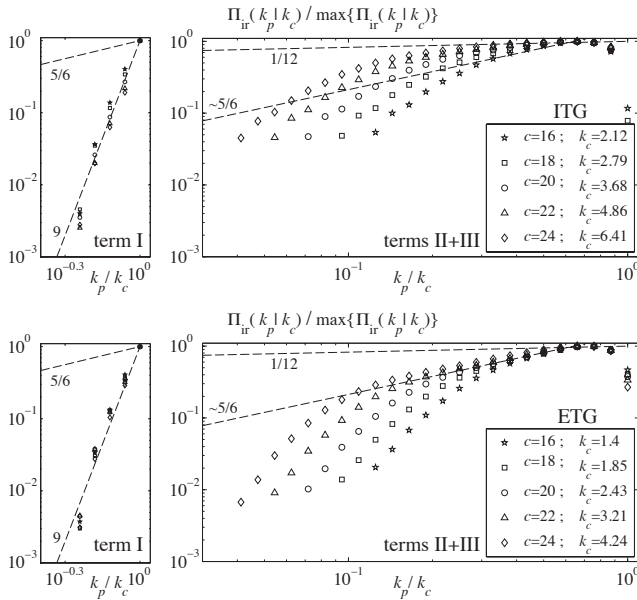 Π_ir(k_p|k_c) / max{Π_ir(k_p|k_c)}
10^0
10^-1
10^-2
10^-3
5/6
9
term I
10^-0.3
10^0
k_p/k_c
10^0
10^-1
10^-2
10^-3
1/12
~5/6
ITG
c=16 ; k_c=2.12
c=18 ; k_c=2.79
c=20 ; k_c=3.68
c=22 ; k_c=4.86
c=24 ; k_c=6.41
terms II+III
10^-1
10^0
k_p/k_c
Π_ir(k_p|k_c) / max{Π_ir(k_p|k_c)}
10^0
10^-1
10^-2
10^-3
5/6
9
term I
10^-0.3
10^0
k_p/k_c
10^0
10^-1
10^-2
10^-3
1/12
~5/6
ETG
c=16 ; k_c=1.4
c=18 ; k_c=1.85
c=20 ; k_c=2.43
c=22 ; k_c=3.21
c=24 ; k_c=4.24
terms II+III
10^-1
10^0
k_p/k_c